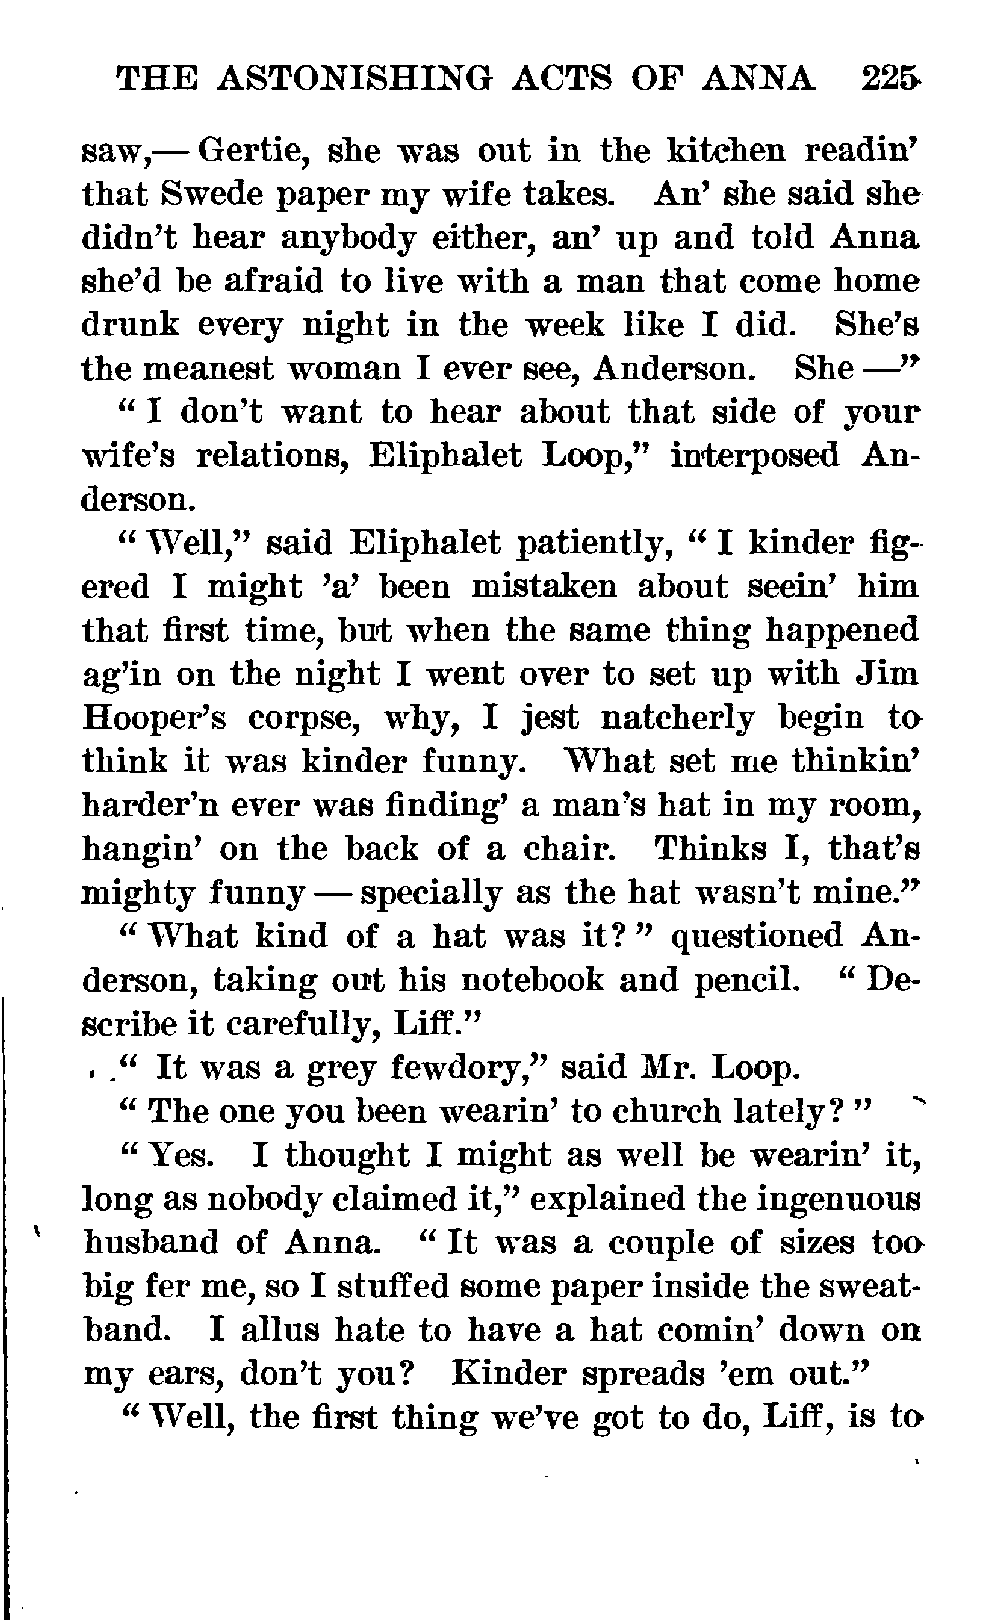 THE ASTONISHING ACTS OF ANNA 225
saw,— Gertie, she was out in the kitchen readin'
that Swede paper my wife takes. An' she said she
didn't hear anybody either, an' up and told Anna
she'd be afraid to live with a man that come home
drunk every night in the week like I did. She's
the meanest woman I ever see, Anderson. She —"
"I don't want to hear about that side of your
wife's relations, Eliphalet Loop," interposed An-
derson.
"Well," said Eliphalet patiently, "I kinder fig-
ered I might 'a' been mistaken about seein' him
that first time, but when the same thing happened
ag'in on the night I went over to set up with Jim
Hooper's corpse, why, I jest natcherly begin to
think it was kinder funny. What set me thinkin'
harder'n ever was finding' a man's hat in my room,
hangin' on the back of a chair. Thinks I, that's
mighty funny — specially as the hat wasn't mine."
"What kind of a hat was it?" questioned An-
derson, taking out his notebook and pencil. "De-
scribe it carefully, Liff."
"It was a grey fewdory," said Mr. Loop.
"The one you been wearin' to church lately?"
"Yes. I thought I might as well be wearin' it,
long as nobody claimed it," explained the ingenuous
husband of Anna. "It was a couple of sizes too
big fer me, so I stuffed some paper inside the sweat-
band. I allus hate to have a hat comin' down on
my ears, don't you? Kinder spreads 'em out."
"Well, the first thing we've got to do, Liff, is to